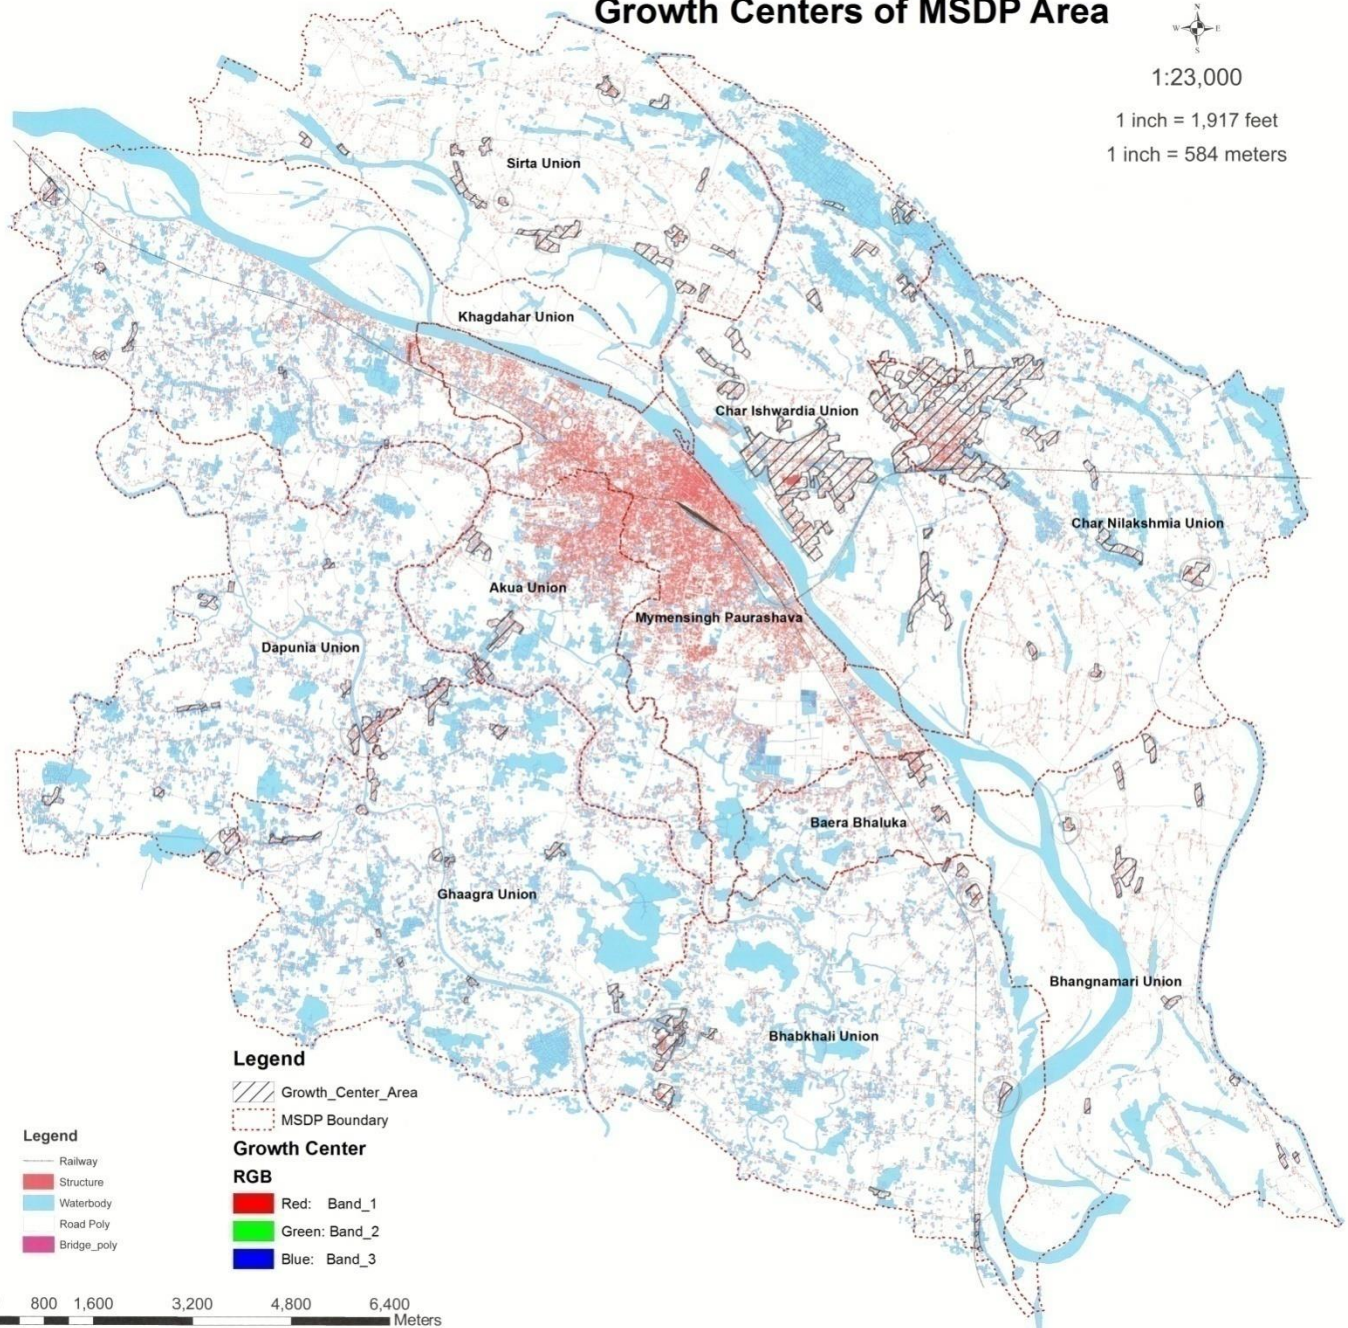 Growth Centers of MSDP Area
N
W E
S
1:23,000
1 inch = 1,917 feet
1 inch = 584 meters
Sirta Union
Khagdahar Union
Char Ishwardia Union
Char Nilakshmia Union
Akua Union
Mymensingh Paurashava
Dapunia Union
Baera Bhaluka
Ghaagra Union
Bhangnamari Union
Bhabkhali Union
Legend
Growth_Center_Area
MSDP Boundary
Growth Center
RGB
Red: Band_1
Green: Band_2
Blue: Band_3
Legend
Railway
Structure
Waterbody
Road Poly
Bridge_poly
800 1,600 3,200 4,800 6,400
Meters